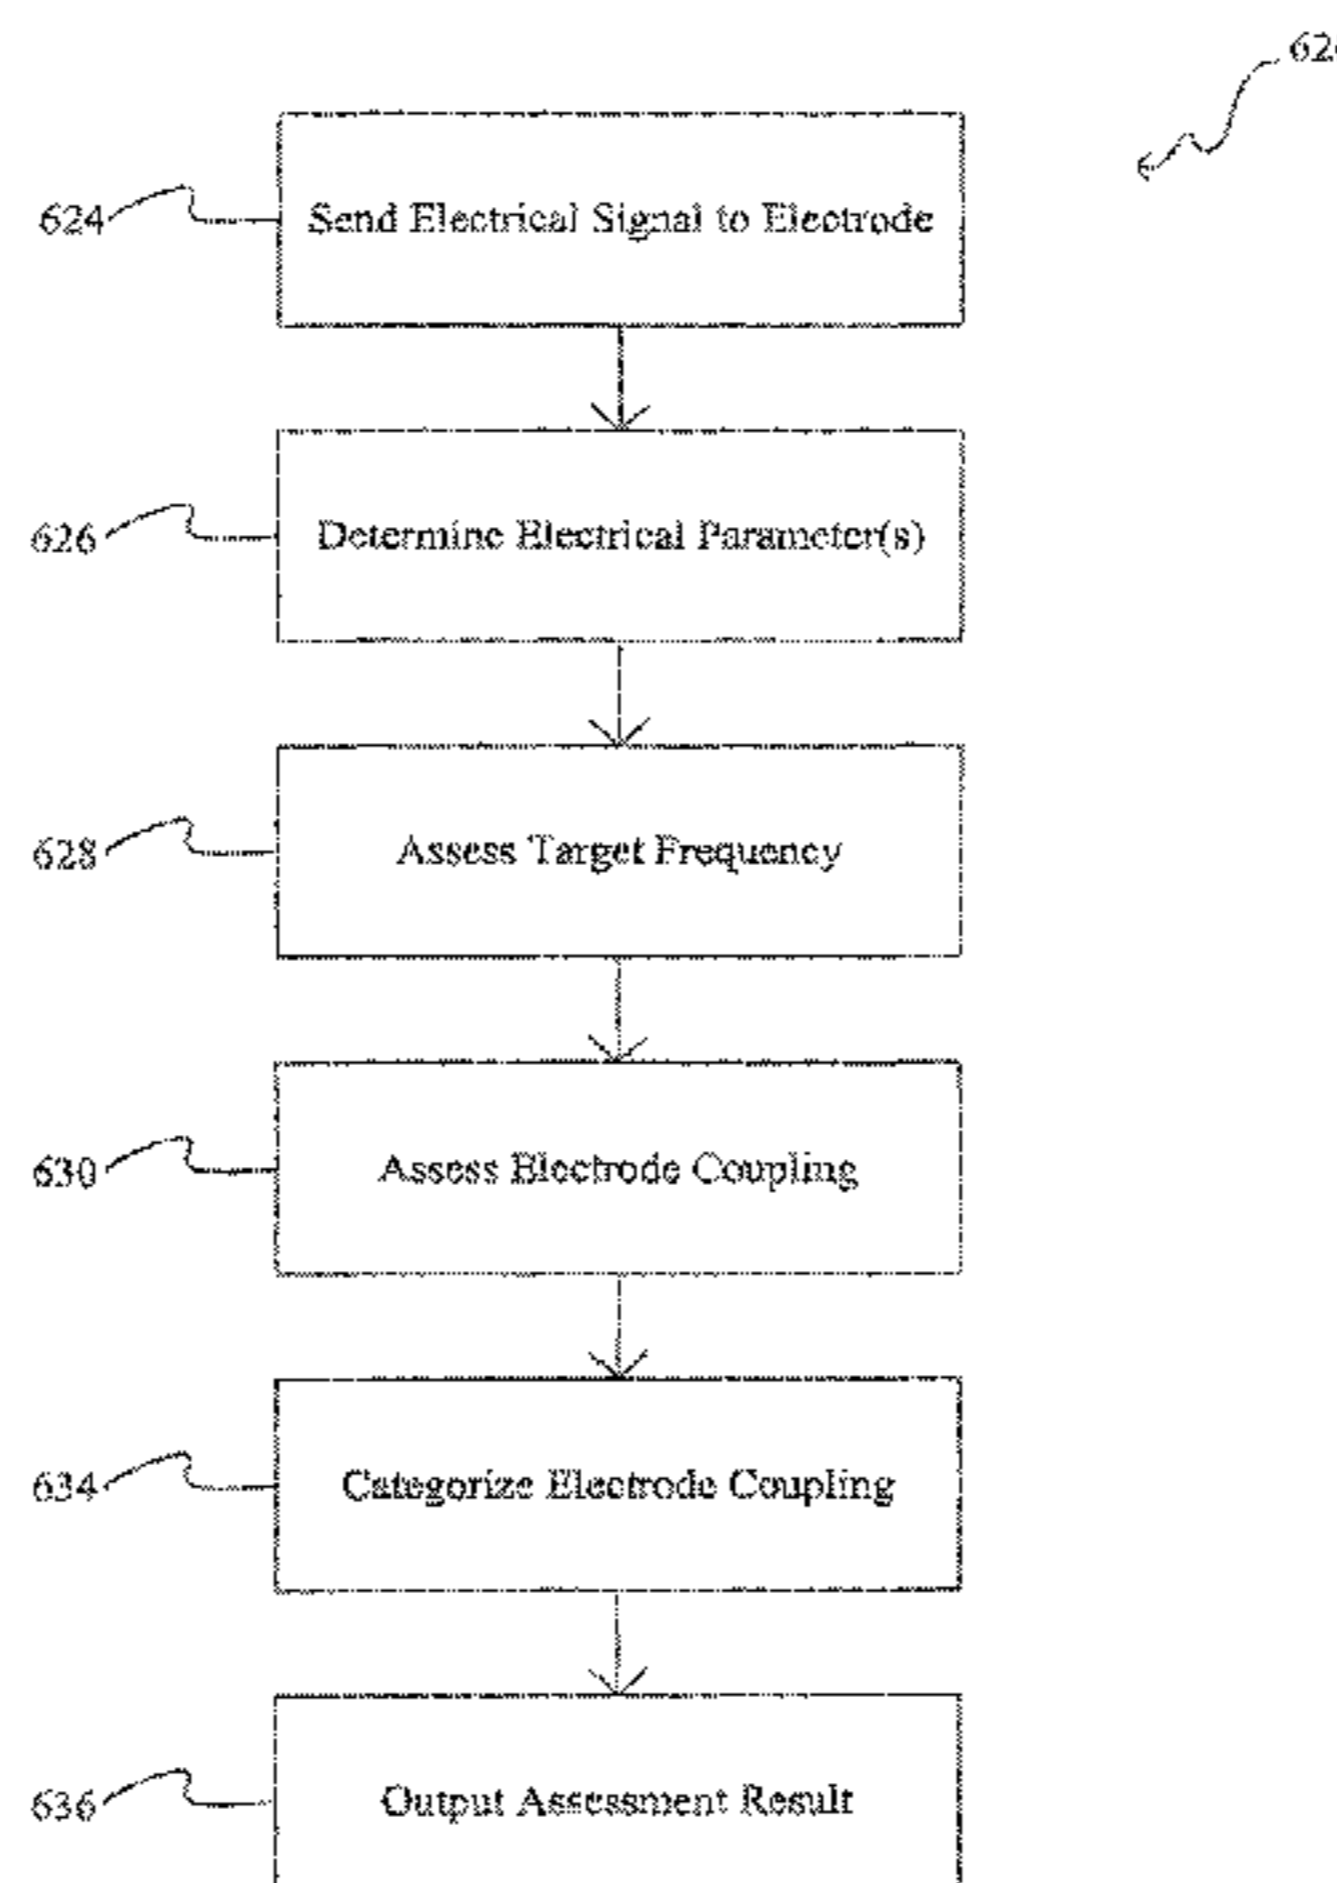 624 Send Electrical Signal to Electrode
626 Determine Electrical Parameter(s)
628 Assess Target Frequency
630 Assess Electrode Coupling
634 Categorize Electrode Coupling
636 Output Assessment Result